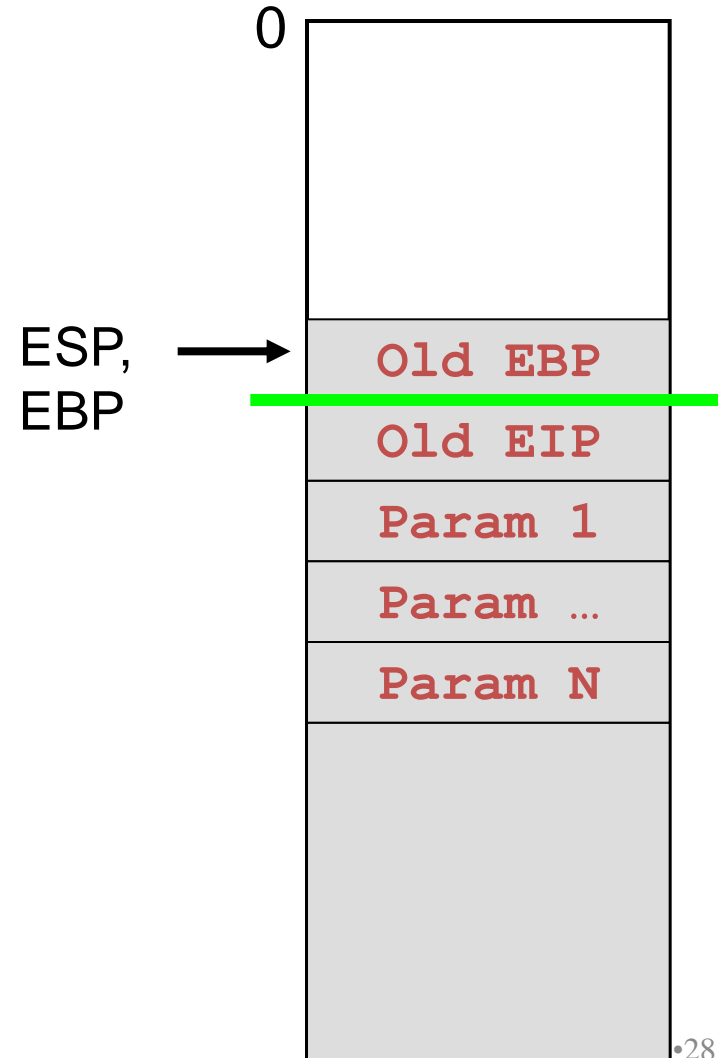 0
ESP,
EBP
Old EBP
Old EIP
Param 1
Param …
Param N
•28